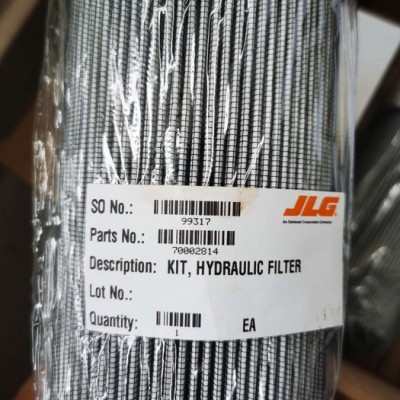 SO No.:
99317
JLG
An Oshkosh Corporation Company
Parts No.:
70002814
Description: KIT, HYDRAULIC FILTER
Lot No.:
Quantity:
1
EA